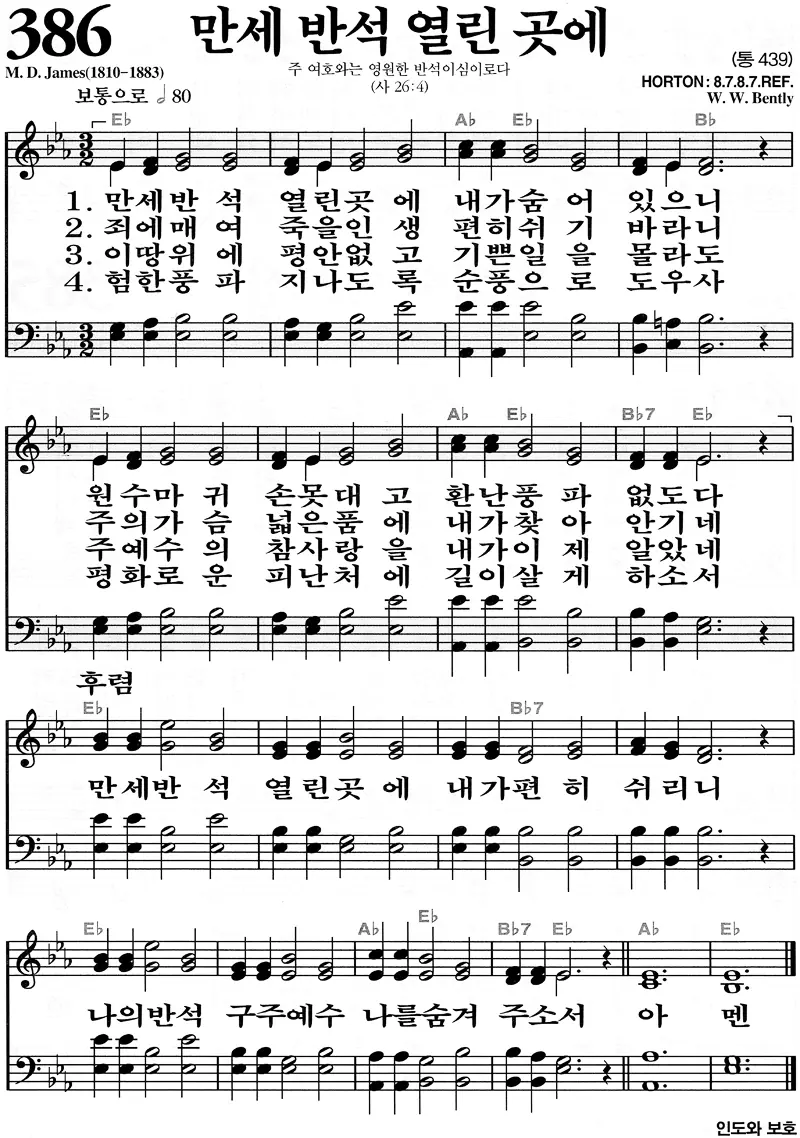 386 만세 반석 열린 곳에
(통 439)
M. D. James(1810-1883)
주 여호와는 영원한 반석이심이로다
(사 26:4)
HORTON : 8.7.8.7.REF.
W. W. Bently
보통으로 𝅗𝅥 80
E♭ A♭ E♭ B♭
3/2
1. 만세반 석 열린곳 에 내가숨 어 있으니
2. 죄에매 여 죽을인 생 편히쉬 기 바라니
3. 이땅위 에 평안없 고 기쁜일 을 몰라도
4. 험한풍 파 지나도 록 순풍으 로 도우사
3/2
E♭ A♭ E♭ B♭7 E♭
원수마 귀 손못대 고 환난풍 파 없도다
주의가 슴 넓은품 에 내가찾 아 안기네
주예수 의 참사랑 을 내가이 제 알았네
평화로 운 피난처 에 길이살 게 하소서
후렴
E♭ B♭7
만세반 석 열린곳 에 내가편 히 쉬리니
E♭ A♭ E♭ B♭7 E♭ A♭ E♭
나의반석 구주예수 나를숨겨 주소서 아 멘
인도와 보호